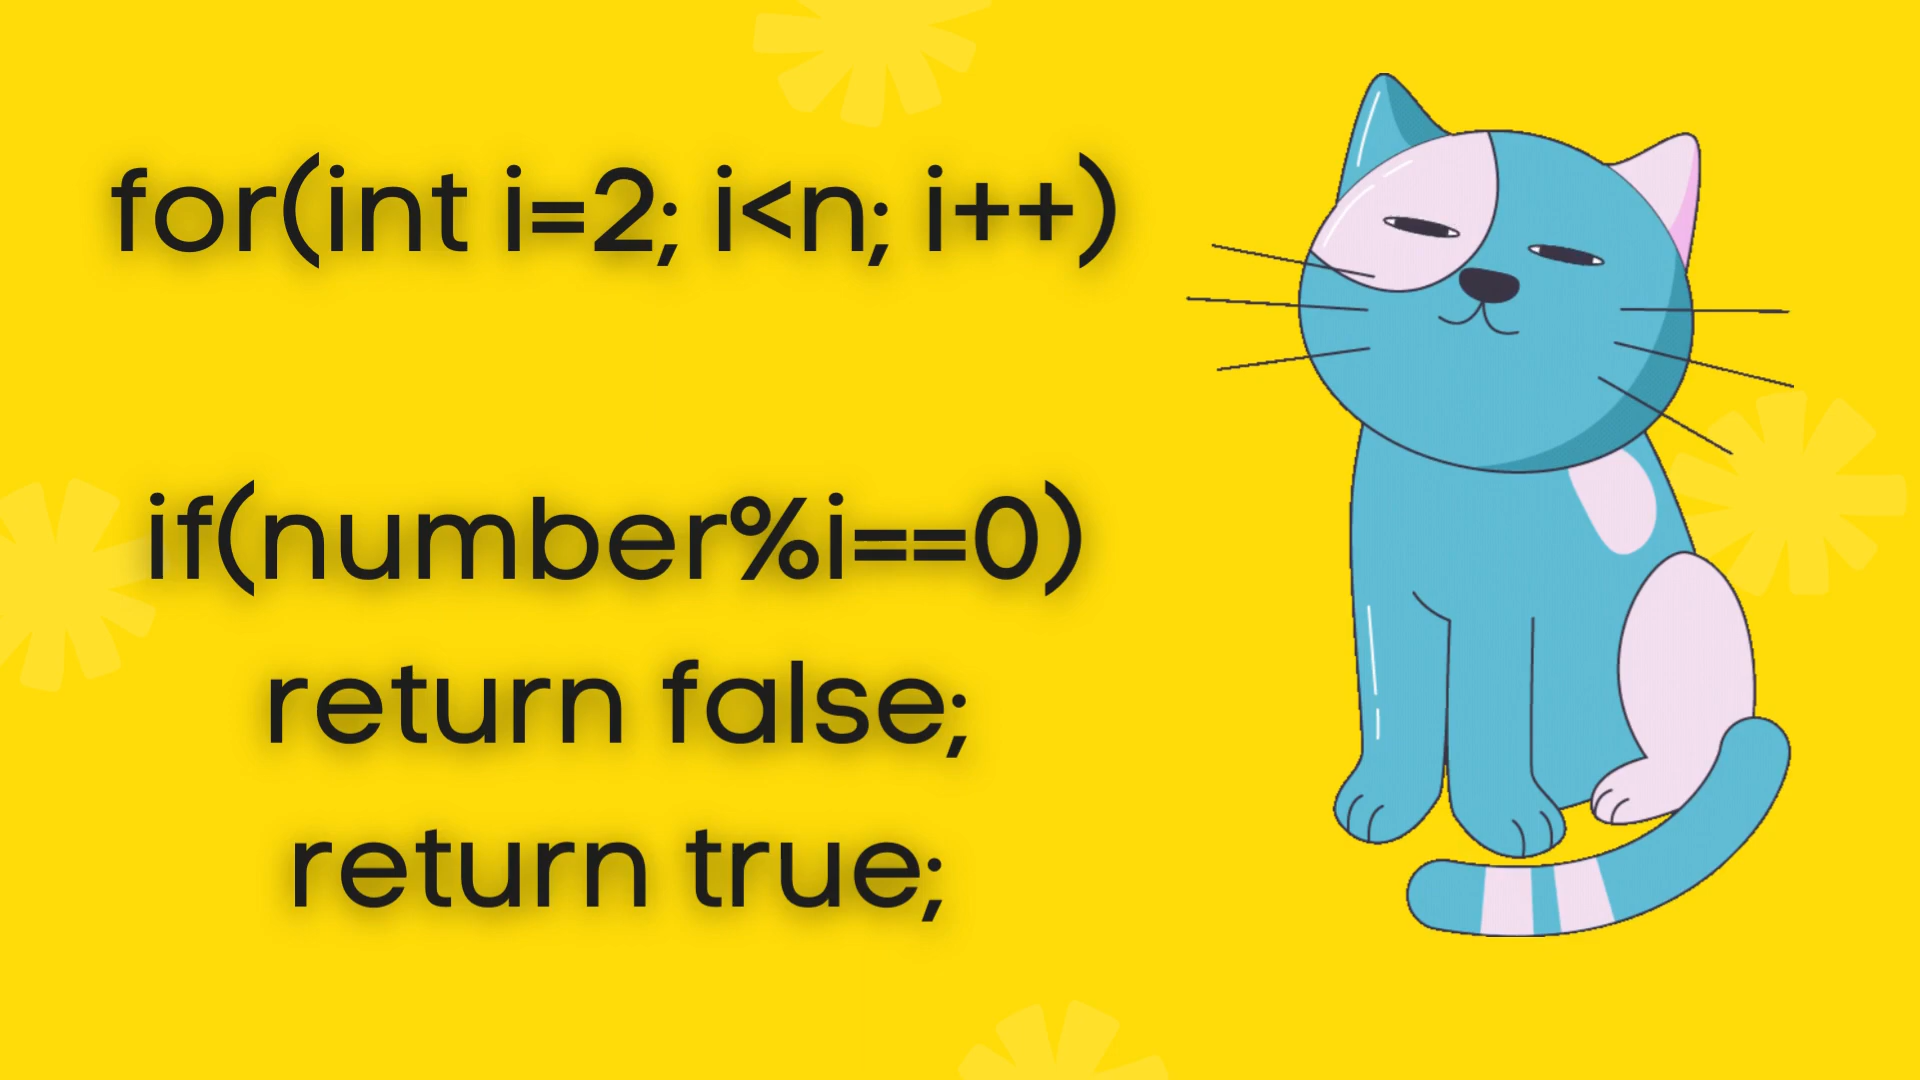 for(int i=2; i<n; i++)
if(number%i==0)
return false;
return true;